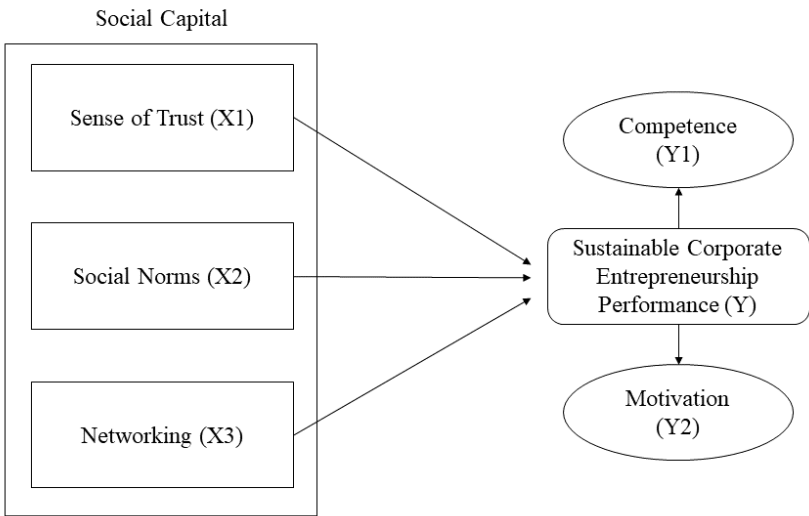 Social Capital
Sense of Trust (X1)
Social Norms (X2)
Networking (X3)
Competence
(Y1)
Sustainable Corporate
Entrepreneurship
Performance (Y)
Motivation
(Y2)